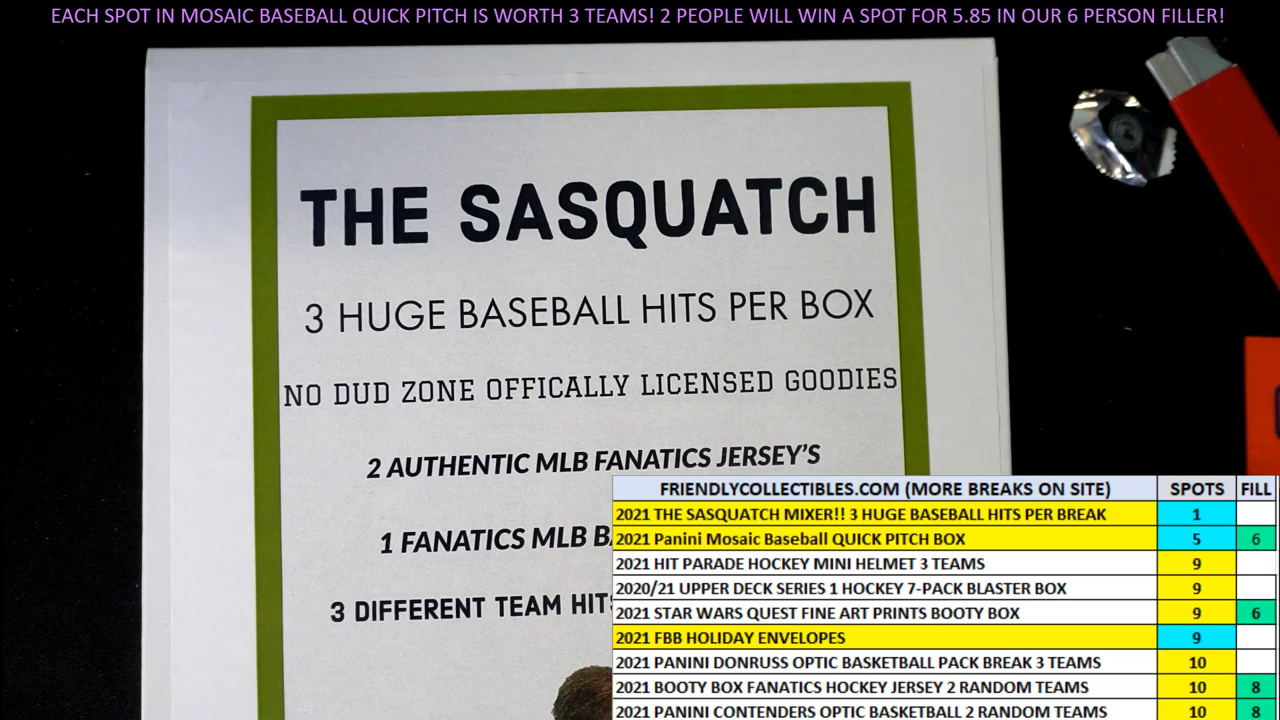 EACH SPOT IN MOSAIC BASEBALL QUICK PITCH IS WORTH 3 TEAMS! 2 PEOPLE WILL WIN A SPOT FOR 5.85 IN OUR 6 PERSON FILLER!
THE SASQUATCH
3 HUGE BASEBALL HITS PER BOX
NO DUD ZONE OFFICALLY LICENSED GOODIES
2 AUTHENTIC MLB FANATICS JERSEY'S
1 FANATICS MLB
3 DIFFERENT TEAM HITS
FRIENDLYCOLLECTIBLES.COM (MORE BREAKS ON SITE) SPOTS FILL
2021 THE SASQUATCH MIXER!! 3 HUGE BASEBALL HITS PER BREAK 1
2021 Panini Mosaic Baseball QUICK PITCH BOX 5 6
2021 HIT PARADE HOCKEY MINI HELMET 3 TEAMS 9
2020/21 UPPER DECK SERIES 1 HOCKEY 7-PACK BLASTER BOX 9
2021 STAR WARS QUEST FINE ART PRINTS BOOTY BOX 9 6
2021 FBB HOLIDAY ENVELOPES 9
2021 PANINI DONRUSS OPTIC BASKETBALL PACK BREAK 3 TEAMS 10
2021 BOOTY BOX FANATICS HOCKEY JERSEY 2 RANDOM TEAMS 10 8
2021 PANINI CONTENDERS OPTIC BASKETBALL 2 RANDOM TEAMS 10 8